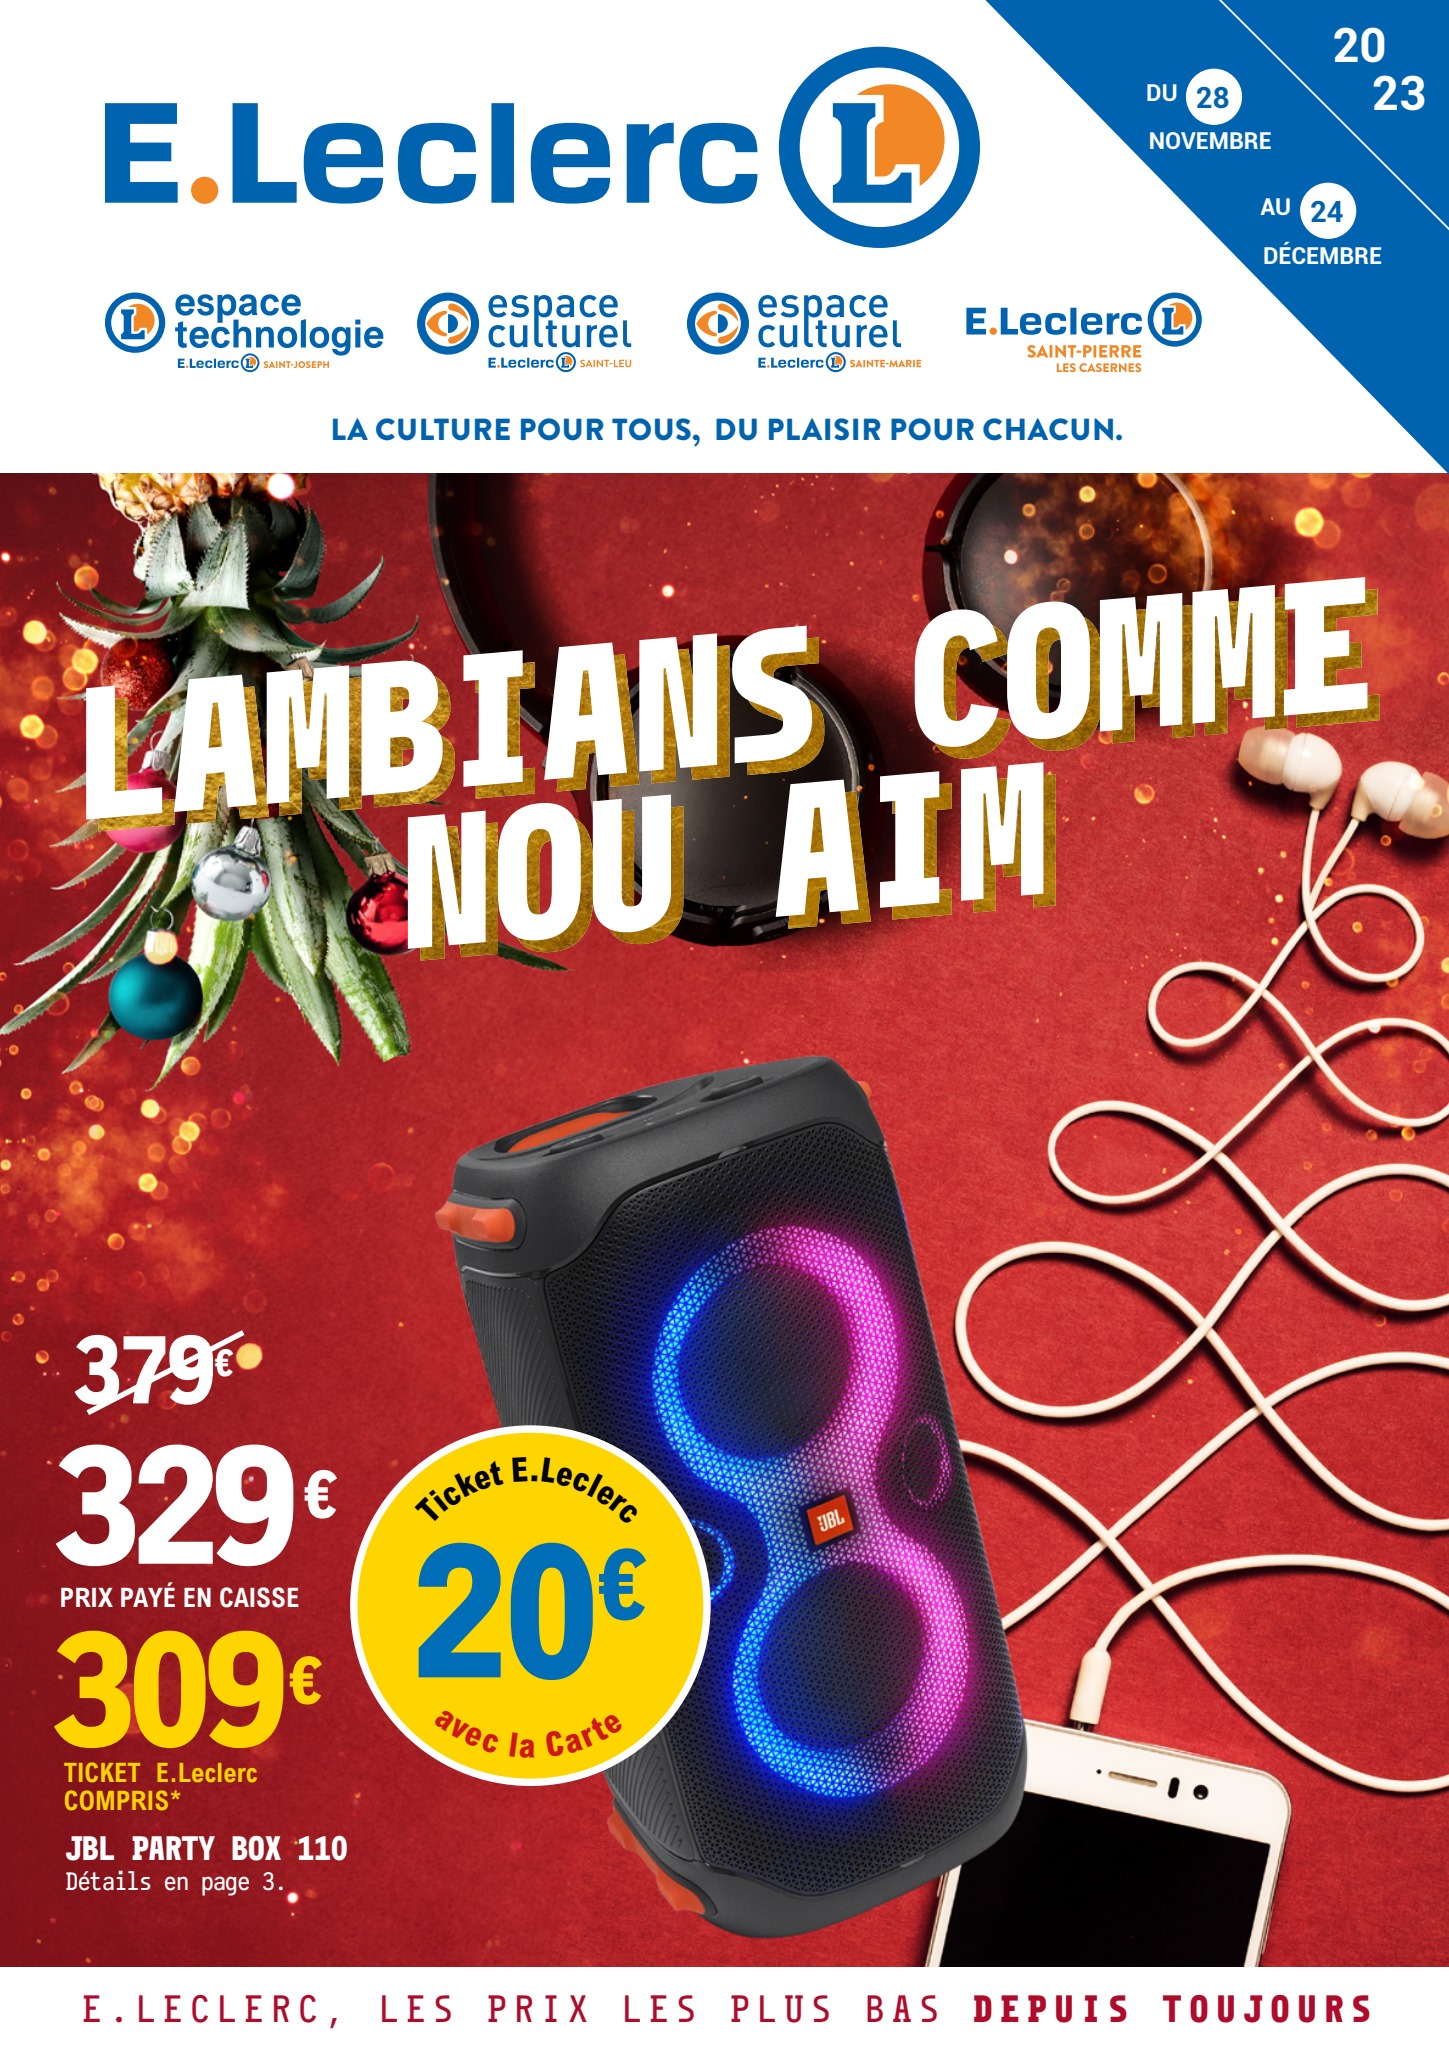 E.Leclerc L
DU 28
NOVEMBRE
AU 24
DÉCEMBRE
20
23
espace
technologie
E.Leclerc L SAINT-JOSEPH
espace
culturel
E.Leclerc L SAINT-LEU
espace
culturel
E.Leclerc L SAINTE-MARIE
E.Leclerc L
SAINT-PIERRE
LES CASERNES
LA CULTURE POUR TOUS, DU PLAISIR POUR CHACUN.
LAMBIANS COMME
NOU AIM
379€
329€
PRIX PAYÉ EN CAISSE
309€
TICKET E.Leclerc
COMPRIS*
Ticket E.Leclerc
20€
avec la Carte
JBL
JBL PARTY BOX 110
Détails en page 3.
E.LECLERC, LES PRIX LES PLUS BAS DEPUIS TOUJOURS